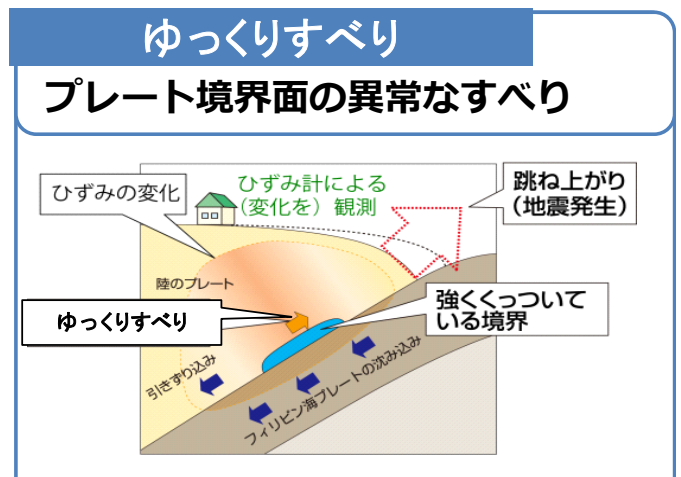 ゆっくりすべり
プレート境界面の異常なすべり
ひずみの変化
ひずみ計による
（変化を）観測
跳ね上がり
（地震発生）
陸のプレート
ゆっくりすべり
強くくっついて
いる境界
引きずり込み
フィリピン海プレートの沈み込み